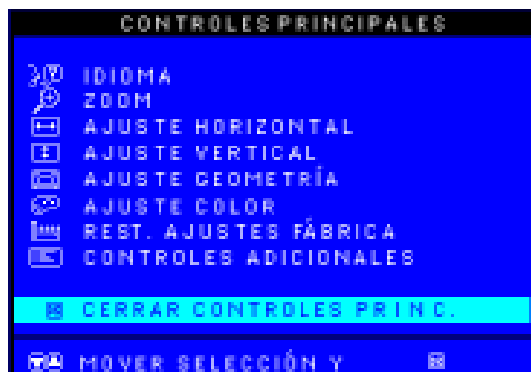 CONTROLES PRINCIPALES
IDIOMA
ZOOM
AJUSTE HORIZONTAL
AJUSTE VERTICAL
AJUSTE GEOMETRÍA
AJUSTE COLOR
REST. AJUSTES FÁBRICA
CONTROLES ADICIONALES
CERRAR CONTROLES PRINC.
MOVER SELECCIÓN Y